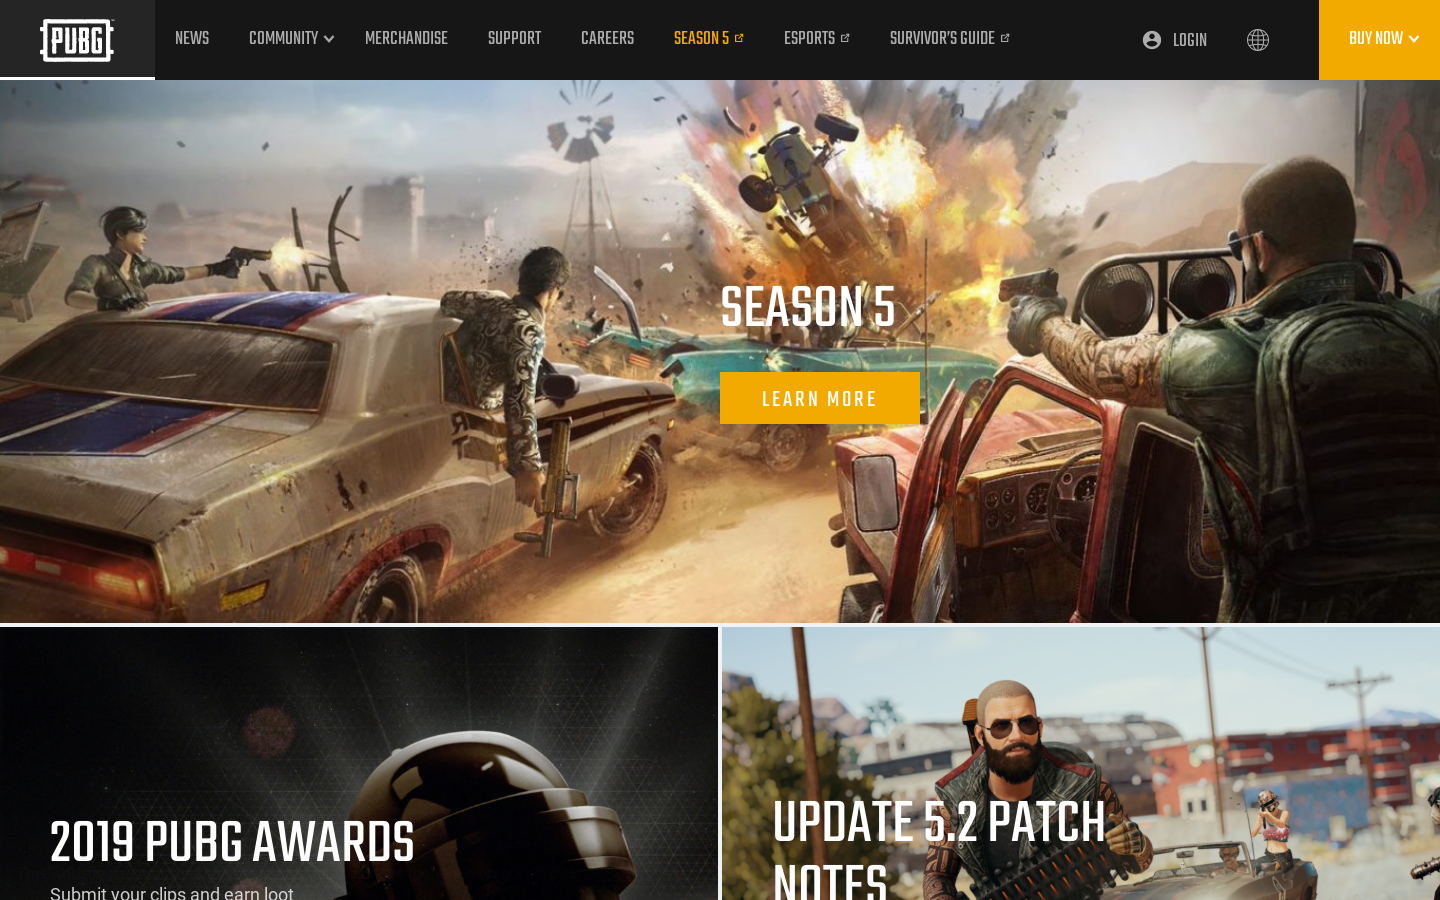 PUBG
NEWS
COMMUNITY
MERCHANDISE
SUPPORT
CAREERS
SEASON 5
ESPORTS
SURVIVOR'S GUIDE
LOGIN
BUY NOW
SEASON 5
LEARN MORE
2019 PUBG AWARDS
Submit your clips and earn loot
UPDATE 5.2 PATCH
NOTES